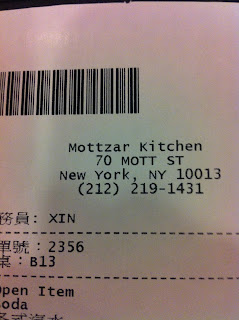 Mottzar Kitchen
70 MOTT ST
New York, NY 10013
(212) 219-1431
務員: XIN
單號：2356
桌：B13
Open Item
Soda